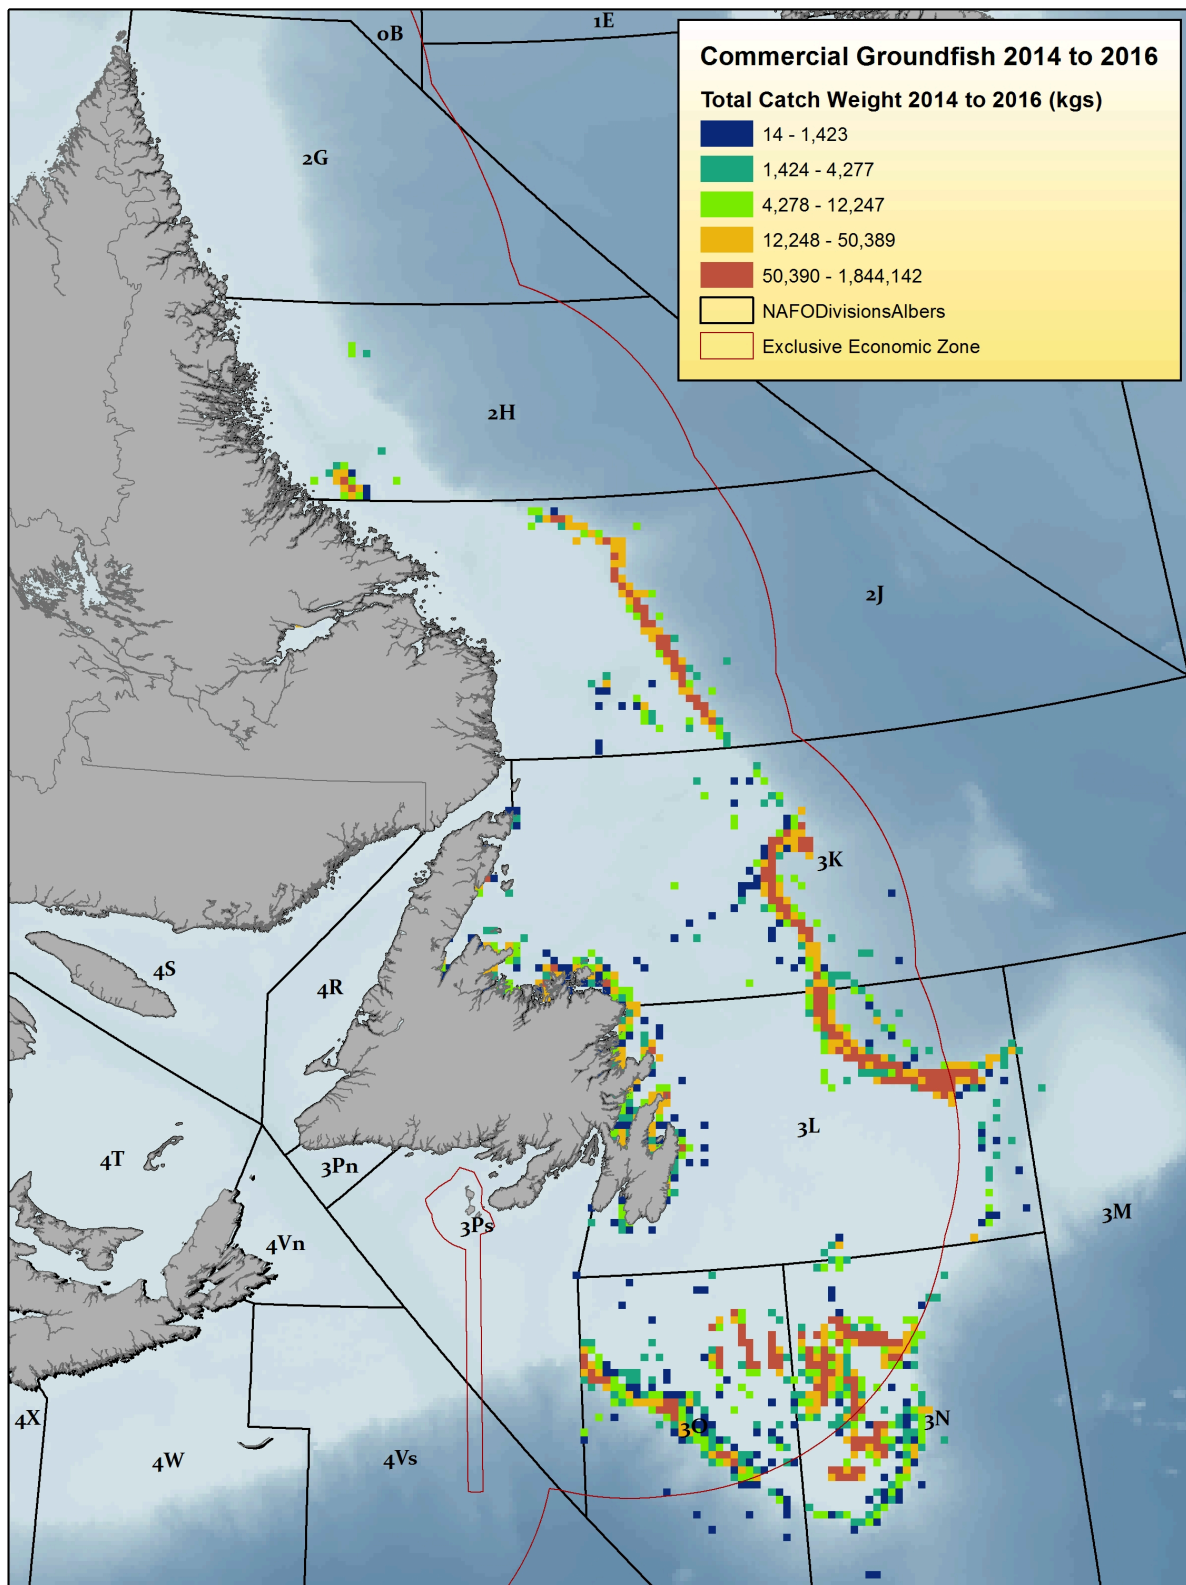 0B
1E
Commercial Groundfish 2014 to 2016
Total Catch Weight 2014 to 2016 (kgs)
14 - 1,423
1,424 - 4,277
4,278 - 12,247
12,248 - 50,389
50,390 - 1,844,142
NAFODivisionsAlbers
Exclusive Economic Zone
2G
2H
2J
3K
4S
4R
3L
4T
3Pn
3M
3Ps
4Vn
4X
3O
3N
4W
4Vs